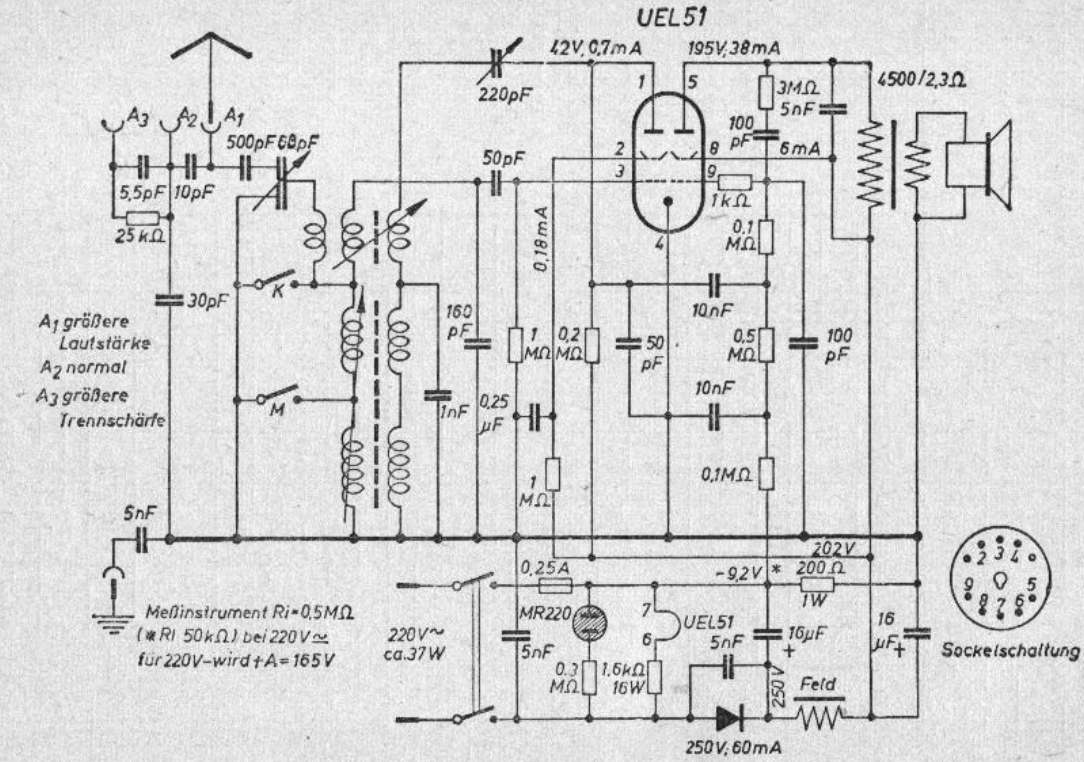 UEL51
42V, 0,7mA
195V, 38mA
1
5
220pF
3MΩ
5nF
4500/2,3Ω
A3
A2
A1
500pF
68pF
5,5pF
10pF
25kΩ
50pF
100
pF
6mA
2
8
3
9
1kΩ
4
0,18mA
0,1
MΩ
30pF
K
10nF
A1 größere
Lautstärke
A2 normal
A3 größere
Trennschärfe
160
pF
1
MΩ
0,2
MΩ
50
pF
0,5
MΩ
100
pF
10nF
M
1nF
0,25
µF
1
MΩ
0,1MΩ
5nF
202V
0,25A
-9,2V
*
200Ω
1W
Meßinstrument Ri=0,5MΩ
(*Ri 50kΩ) bei 220V≂
für 220V– wird +A=165V
220V~
ca. 37W
5nF
MR220
0,3
MΩ
7
6
UEL51
1,6kΩ
16W
5nF
16µF
+
250V
Feld
16
µF+
250V; 60mA
2
3
4
9
5
8
7
6
Sockelschaltung